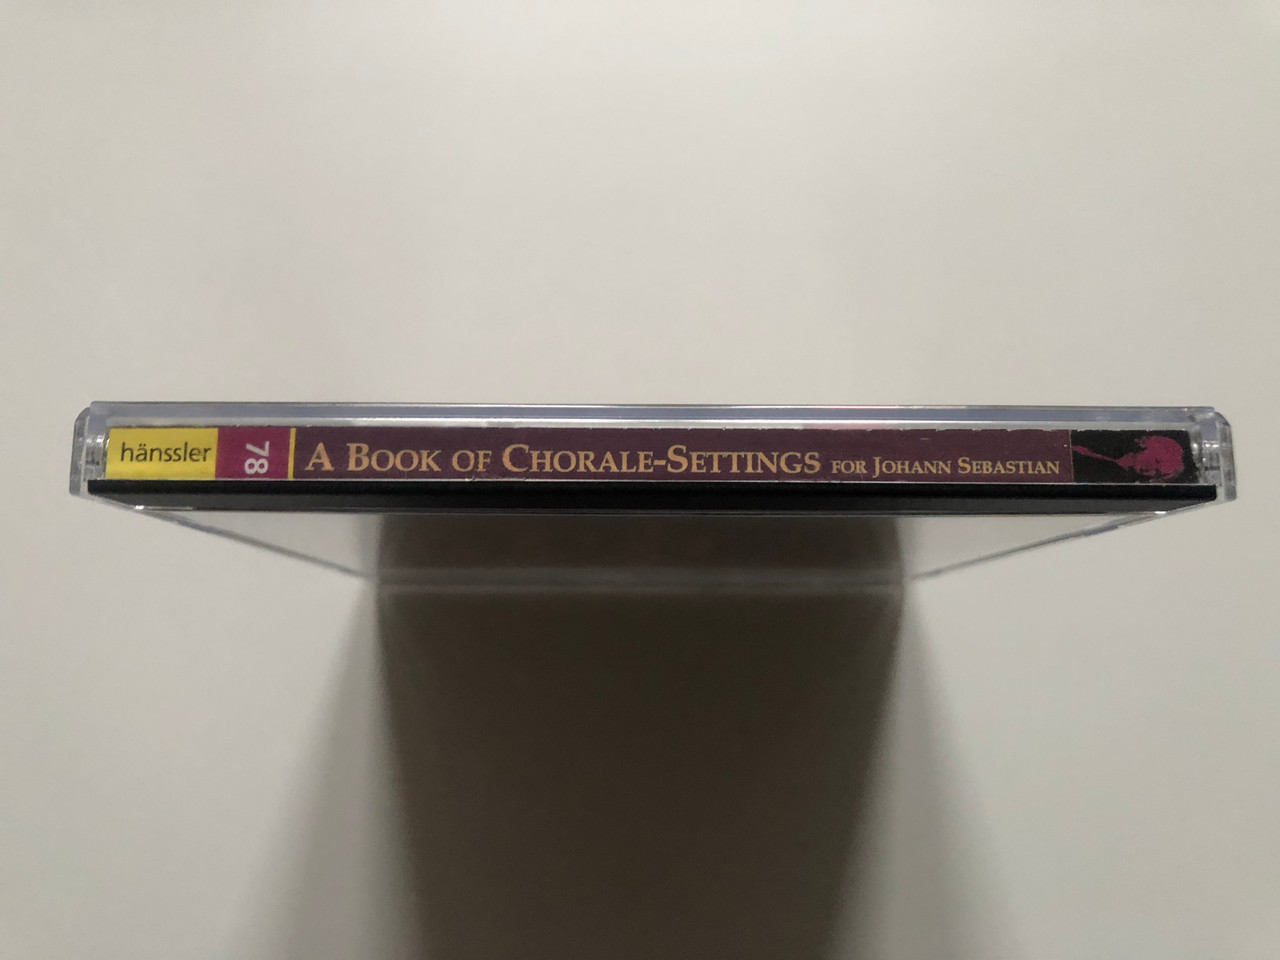 hänssler
78
A BOOK OF CHORALE-SETTINGS FOR JOHANN SEBASTIAN